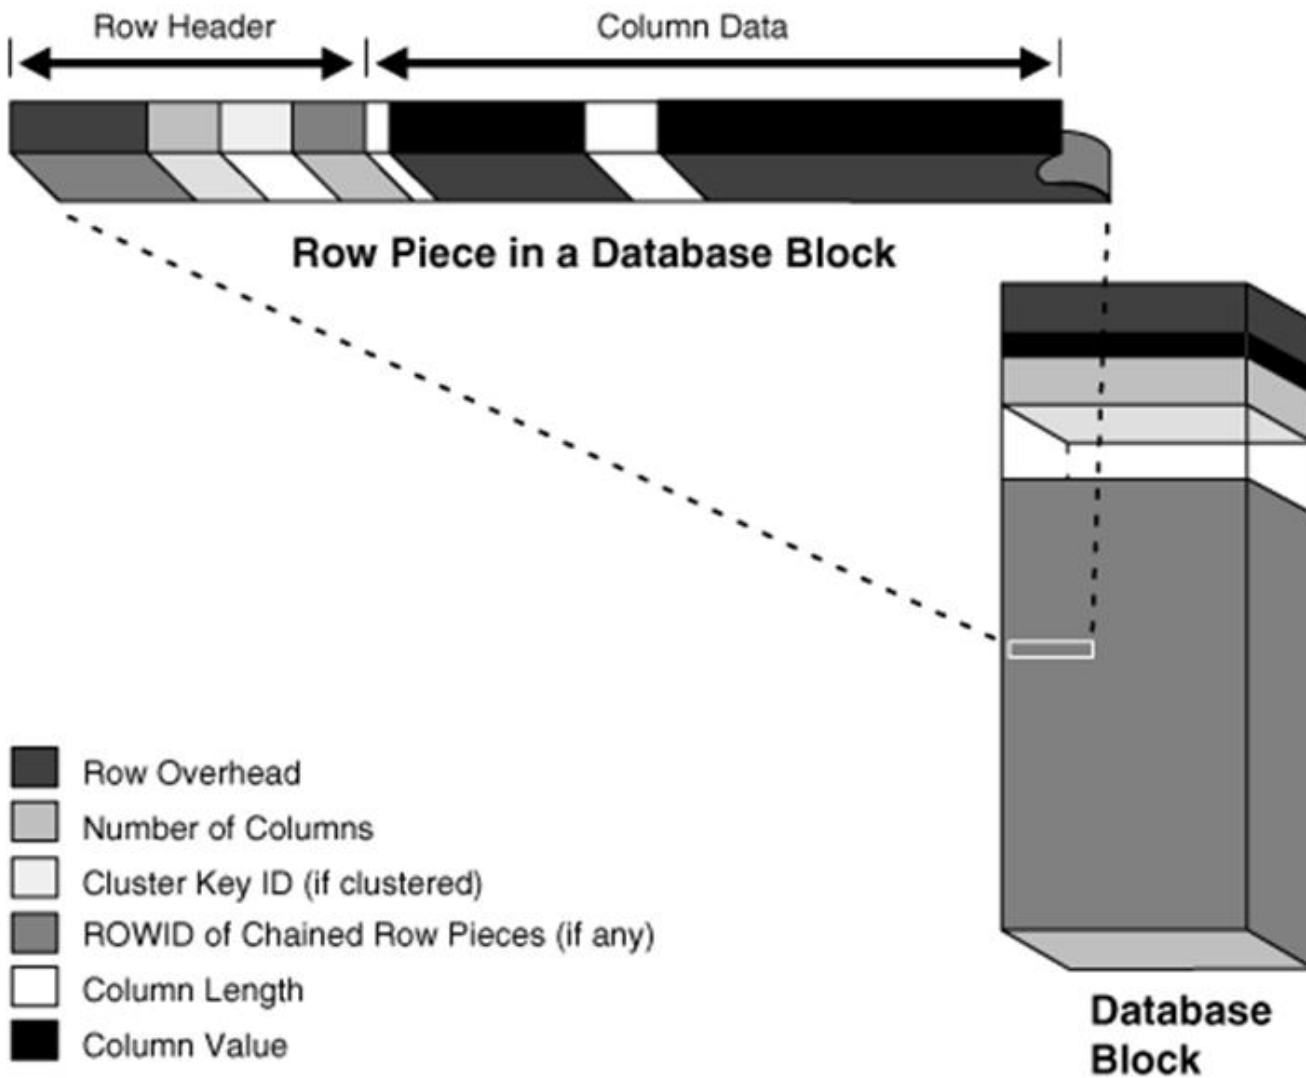 Row Header
Column Data
Row Piece in a Database Block
Row Overhead
Number of Columns
Cluster Key ID (if clustered)
ROWID of Chained Row Pieces (if any)
Column Length
Column Value
Database
Block